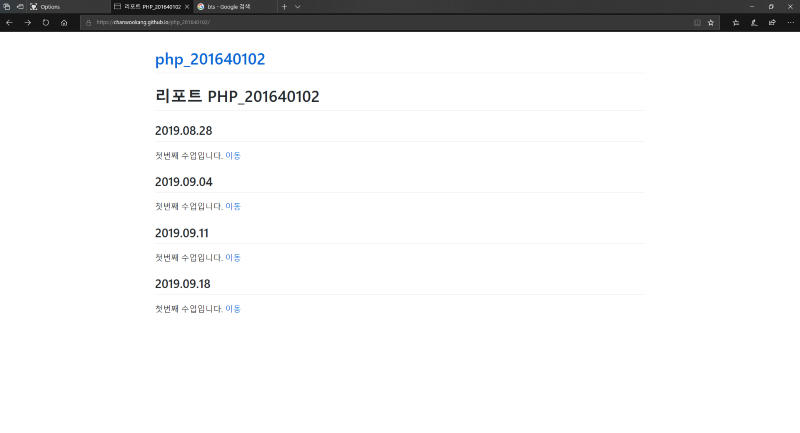 Options
리포트 PHP_201640102
bts - Google 검색
https://chanwookang.github.io/php_201640102/
php_201640102
리포트 PHP_201640102
2019.08.28
첫번째 수업입니다. 이동
2019.09.04
첫번째 수업입니다. 이동
2019.09.11
첫번째 수업입니다. 이동
2019.09.18
첫번째 수업입니다. 이동